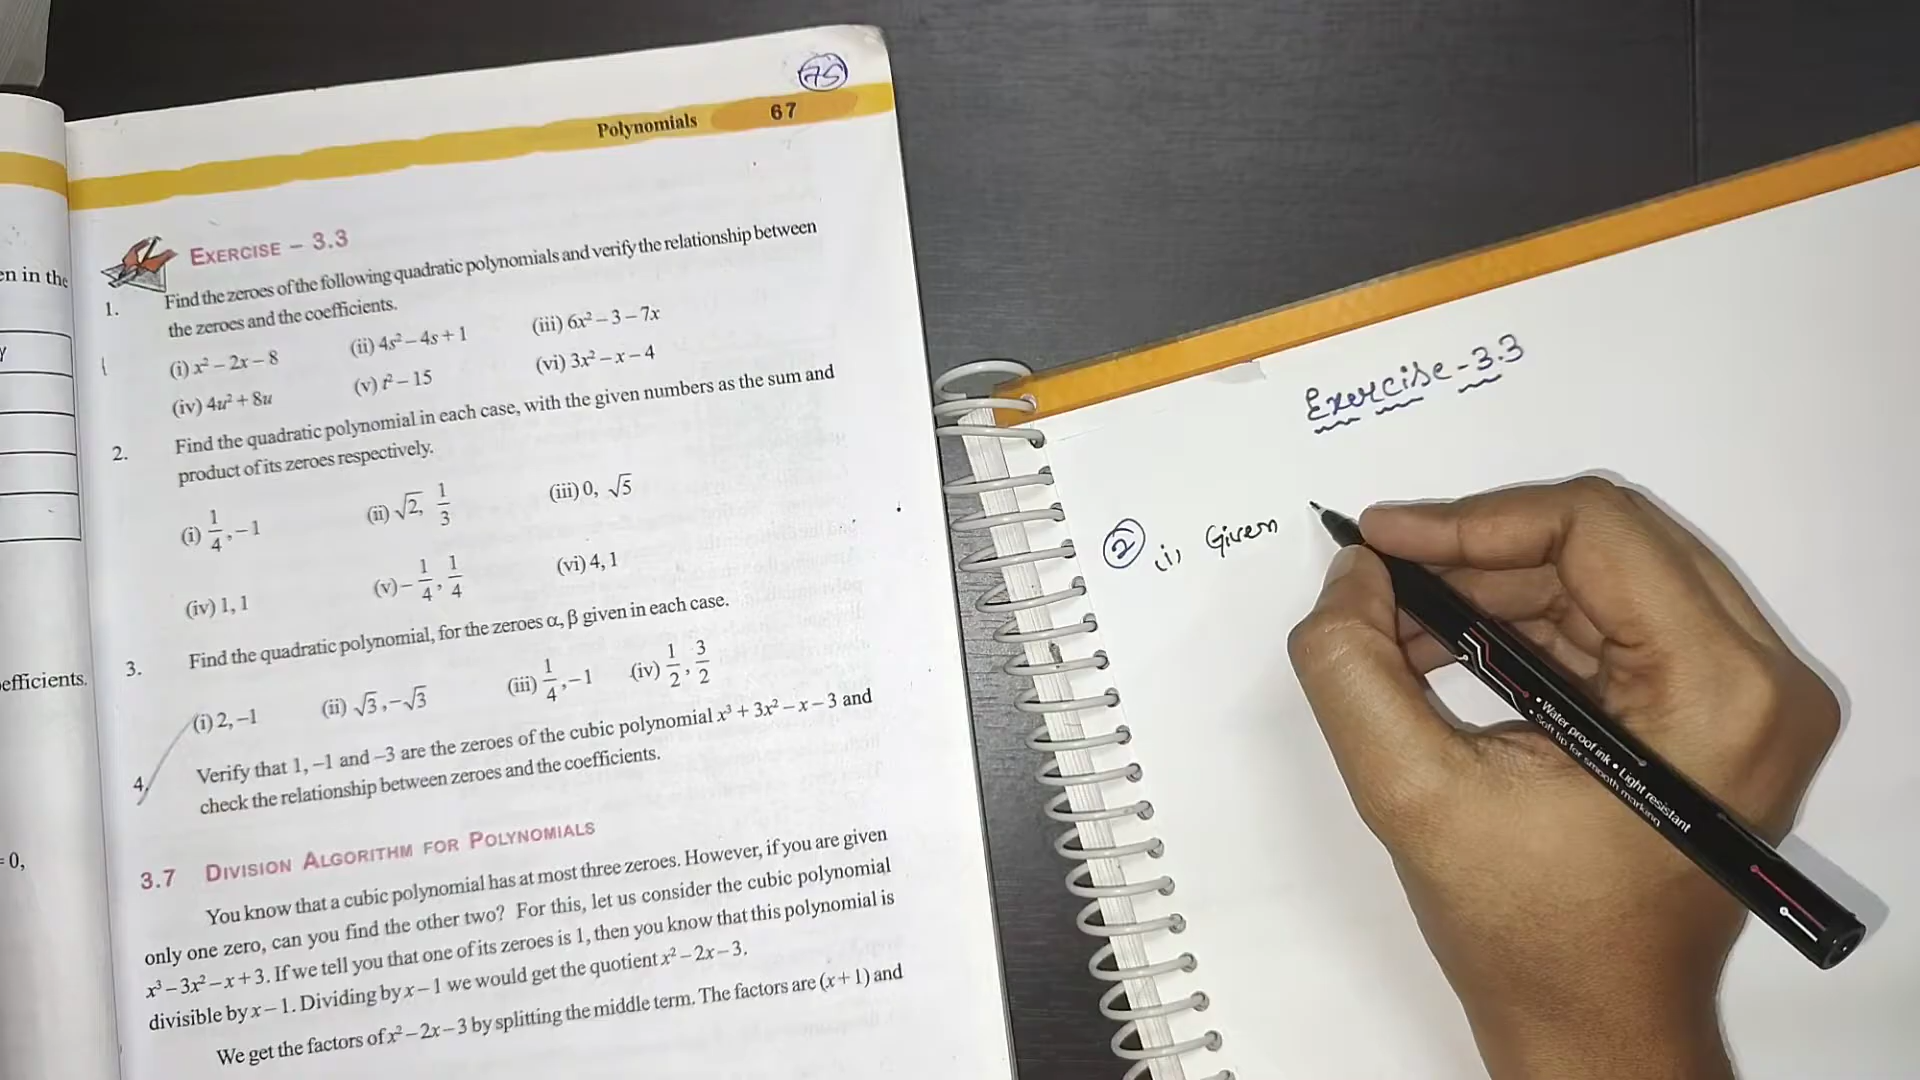 75
Polynomials 67
EXERCISE – 3.3
1. Find the zeroes of the following quadratic polynomials and verify the relationship between
the zeroes and the coefficients.
(i) x² – 2x – 8 (ii) 4s² – 4s + 1 (iii) 6x² – 3 – 7x
(iv) 4u² + 8u (v) t² – 15 (vi) 3x² – x – 4
2. Find the quadratic polynomial in each case, with the given numbers as the sum and
product of its zeroes respectively.
(i) 1/4, –1 (ii) √2, 1/3 (iii) 0, √5
(iv) 1, 1 (v) –1/4, 1/4 (vi) 4, 1
3. Find the quadratic polynomial, for the zeroes α, β given in each case.
(i) 2, –1 (ii) √3, –√3 (iii) 1/4, –1 (iv) 1/2, 3/2
4. Verify that 1, –1 and –3 are the zeroes of the cubic polynomial x³ + 3x² – x – 3 and
check the relationship between zeroes and the coefficients.
3.7 DIVISION ALGORITHM FOR POLYNOMIALS
You know that a cubic polynomial has at most three zeroes. However, if you are given
only one zero, can you find the other two? For this, let us consider the cubic polynomial
x³ – 3x² – x + 3. If we tell you that one of its zeroes is 1, then you know that this polynomial is
divisible by x – 1. Dividing by x – 1 we would get the quotient x² – 2x – 3.
We get the factors of x² – 2x – 3 by splitting the middle term. The factors are (x + 1) and
en in the
y
efficients.
= 0,
Exercise - 3.3
2 (i) Given
• Water proof ink • Light resistant
• Soft tip for smooth marking